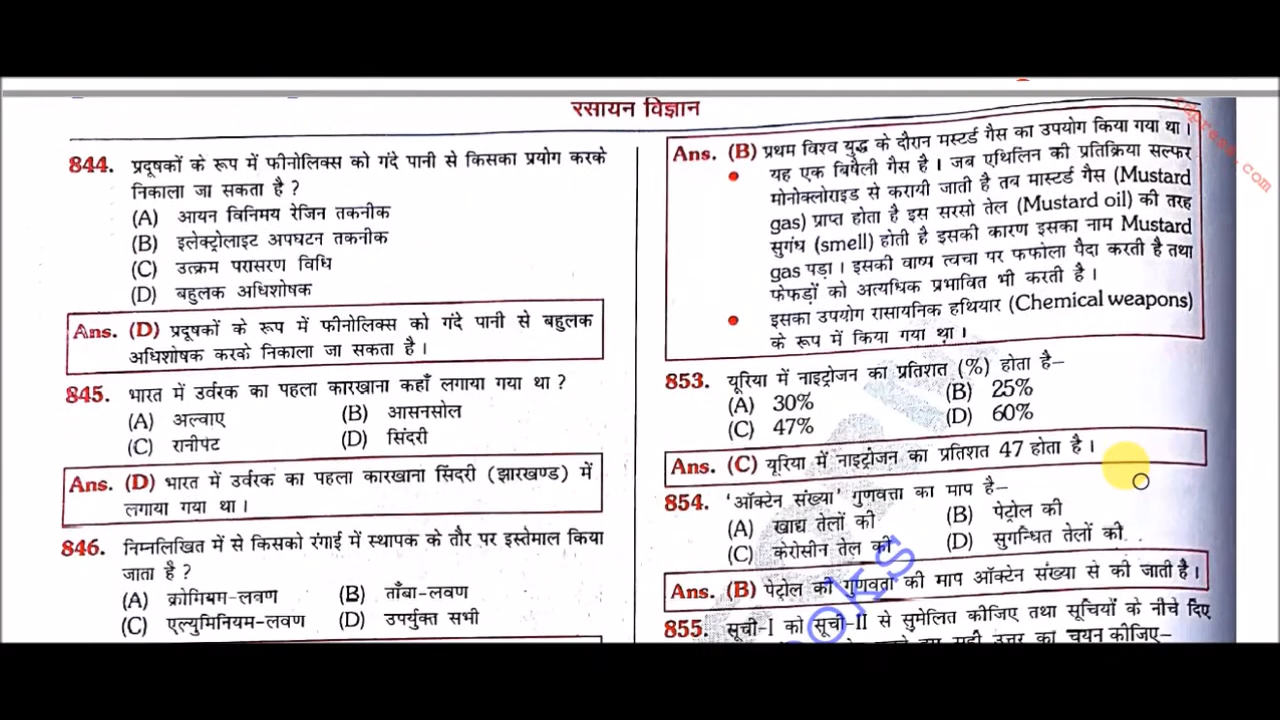 रसायन विज्ञान
844. प्रदूषकों के रूप में फीनोलिक्स को गंदे पानी से किसका प्रयोग करके
निकाला जा सकता है ?
(A) आयन विनिमय रेजिन तकनीक
(B) इलेक्ट्रोलाइट अपघटन तकनीक
(C) उत्क्रम परासरण विधि
(D) बहुलक अधिशोषक
Ans. (D) प्रदूषकों के रूप में फीनोलिक्स को गंदे पानी से बहुलक
अधिशोषक करके निकाला जा सकता है ।
845. भारत में उर्वरक का पहला कारखाना कहाँ लगाया गया था ?
(A) अल्वाए (B) आसनसोल
(C) रानीपेट (D) सिंदरी
Ans. (D) भारत में उर्वरक का पहला कारखाना सिंदरी (झारखण्ड) में
लगाया गया था ।
846. निम्नलिखित में से किसको रंगाई में स्थापक के तौर पर इस्तेमाल किया
जाता है ?
(A) क्रोमियम-लवण (B) ताँबा-लवण
(C) एल्युमिनियम-लवण (D) उपर्युक्त सभी
Ans. (B) प्रथम विश्व युद्ध के दौरान मस्टर्ड गैस का उपयोग किया गया था ।
• यह एक विषैली गैस है । जब एथिलिन की प्रतिक्रिया सल्फर
मोनोक्लोराइड से करायी जाती है तब मास्टर्ड गैस (Mustard
gas) प्राप्त होता है इस सरसो तेल (Mustard oil) की तरह
सुगंध (smell) होती है इसकी कारण इसका नाम Mustard
gas पड़ा । इसकी वाष्प त्वचा पर फफोला पैदा करती है तथा
फेफड़ों को अत्यधिक प्रभावित भी करती है ।
• इसका उपयोग रासायनिक हथियार (Chemical weapons)
के रूप में किया गया था ।
853. यूरिया में नाइट्रोजन का प्रतिशत (%) होता है–
(A) 30% (B) 25%
(C) 47% (D) 60%
Ans. (C) यूरिया में नाइट्रोजन का प्रतिशत 47 होता है ।
854. 'ऑक्टेन संख्या' गुणवत्ता का माप है–
(A) खाद्य तेलों की (B) पेट्रोल की
(C) केरोसीन तेल की (D) सुगन्धित तेलों की
Ans. (B) पेट्रोल की गुणवता की माप ऑक्टेन संख्या से की जाती है ।
855. सूची-I को सूची-II से सुमेलित कीजिए तथा सूचियों के नीचे दिए
सही उत्तर का चयन कीजिए–